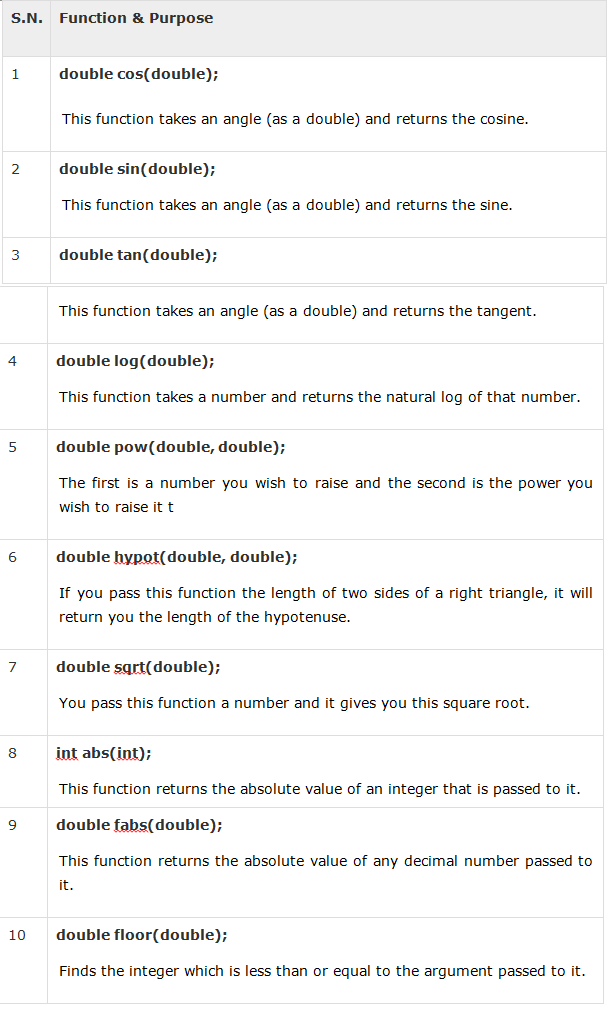 S.N. Function & Purpose
1 double cos(double);
This function takes an angle (as a double) and returns the cosine.
2 double sin(double);
This function takes an angle (as a double) and returns the sine.
3 double tan(double);
This function takes an angle (as a double) and returns the tangent.
4 double log(double);
This function takes a number and returns the natural log of that number.
5 double pow(double, double);
The first is a number you wish to raise and the second is the power you
wish to raise it t
6 double hypot(double, double);
If you pass this function the length of two sides of a right triangle, it will
return you the length of the hypotenuse.
7 double sqrt(double);
You pass this function a number and it gives you this square root.
8 int abs(int);
This function returns the absolute value of an integer that is passed to it.
9 double fabs(double);
This function returns the absolute value of any decimal number passed to
it.
10 double floor(double);
Finds the integer which is less than or equal to the argument passed to it.